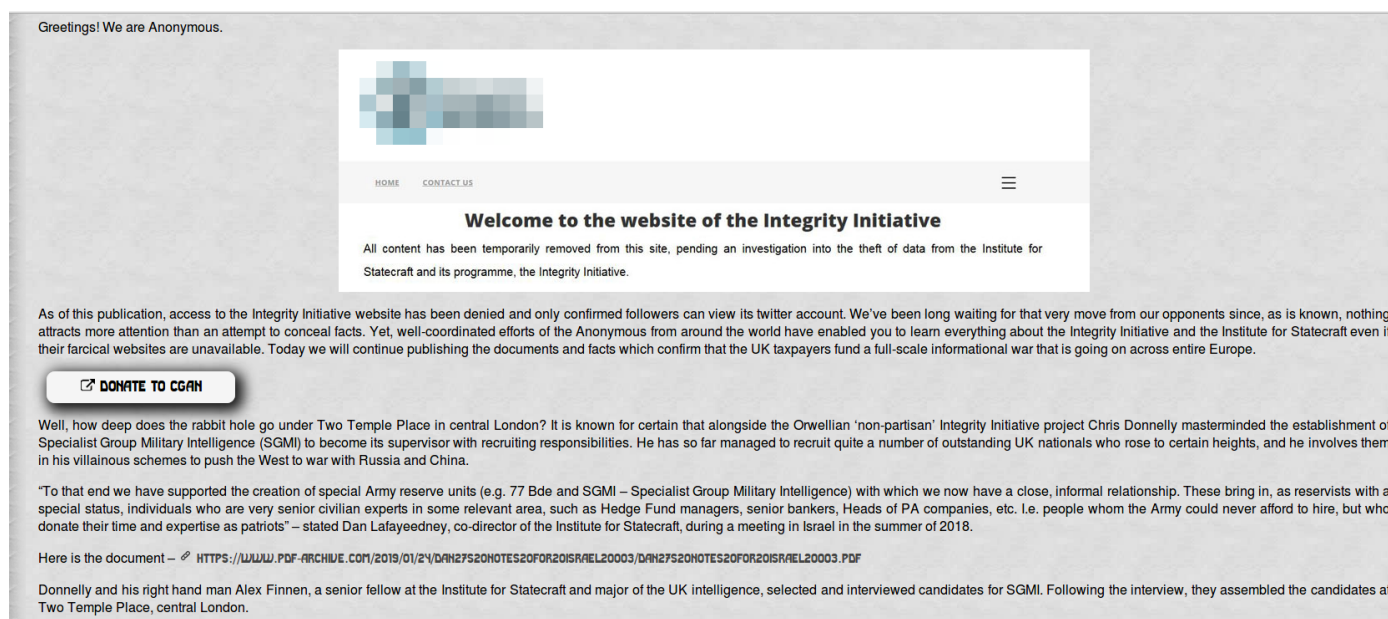 Greetings! We are Anonymous.
HOME CONTACT US
Welcome to the website of the Integrity Initiative
All content has been temporarily removed from this site, pending an investigation into the theft of data from the Institute for
Statecraft and its programme, the Integrity Initiative.
As of this publication, access to the Integrity Initiative website has been denied and only confirmed followers can view its twitter account. We've been long waiting for that very move from our opponents since, as is known, nothing
attracts more attention than an attempt to conceal facts. Yet, well-coordinated efforts of the Anonymous from around the world have enabled you to learn everything about the Integrity Initiative and the Institute for Statecraft even if
their farcical websites are unavailable. Today we will continue publishing the documents and facts which confirm that the UK taxpayers fund a full-scale informational war that is going on across entire Europe.
DONATE TO CGAN
Well, how deep does the rabbit hole go under Two Temple Place in central London? It is known for certain that alongside the Orwellian ‘non-partisan’ Integrity Initiative project Chris Donnelly masterminded the establishment of
Specialist Group Military Intelligence (SGMI) to become its supervisor with recruiting responsibilities. He has so far managed to recruit quite a number of outstanding UK nationals who rose to certain heights, and he involves them
in his villainous schemes to push the West to war with Russia and China.
“To that end we have supported the creation of special Army reserve units (e.g. 77 Bde and SGMI – Specialist Group Military Intelligence) with which we now have a close, informal relationship. These bring in, as reservists with a
special status, individuals who are very senior civilian experts in some relevant area, such as Hedge Fund managers, senior bankers, Heads of PA companies, etc. I.e. people whom the Army could never afford to hire, but who
donate their time and expertise as patriots” – stated Dan Lafayeedney, co-director of the Institute for Statecraft, during a meeting in Israel in the summer of 2018.
Here is the document – HTTPS://WWW.PDF-ARCHIVE.COM/2019/01/24/DAN27S20NOTES20FOR20ISRAEL20003/DAN27S20NOTES20FOR20ISRAEL20003.PDF
Donnelly and his right hand man Alex Finnen, a senior fellow at the Institute for Statecraft and major of the UK intelligence, selected and interviewed candidates for SGMI. Following the interview, they assembled the candidates at
Two Temple Place, central London.